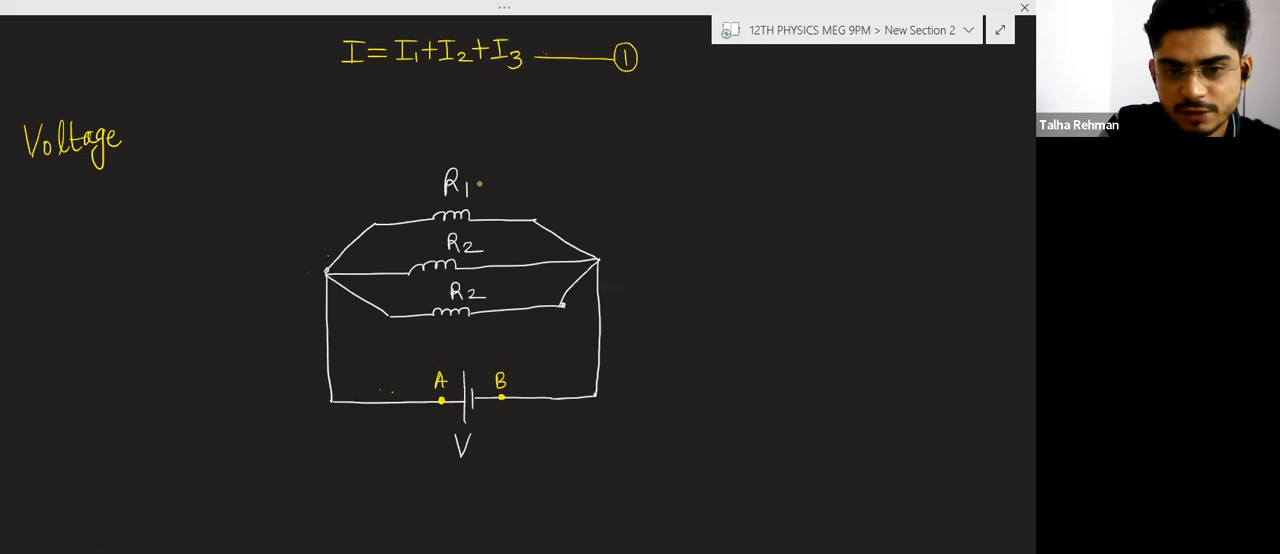 12TH PHYSICS MEG 9PM > New Section 2
I = I₁ + I₂ + I₃ ——— ①
Talha Rehman
Voltage
R₁
R₂
R₂
A B
V